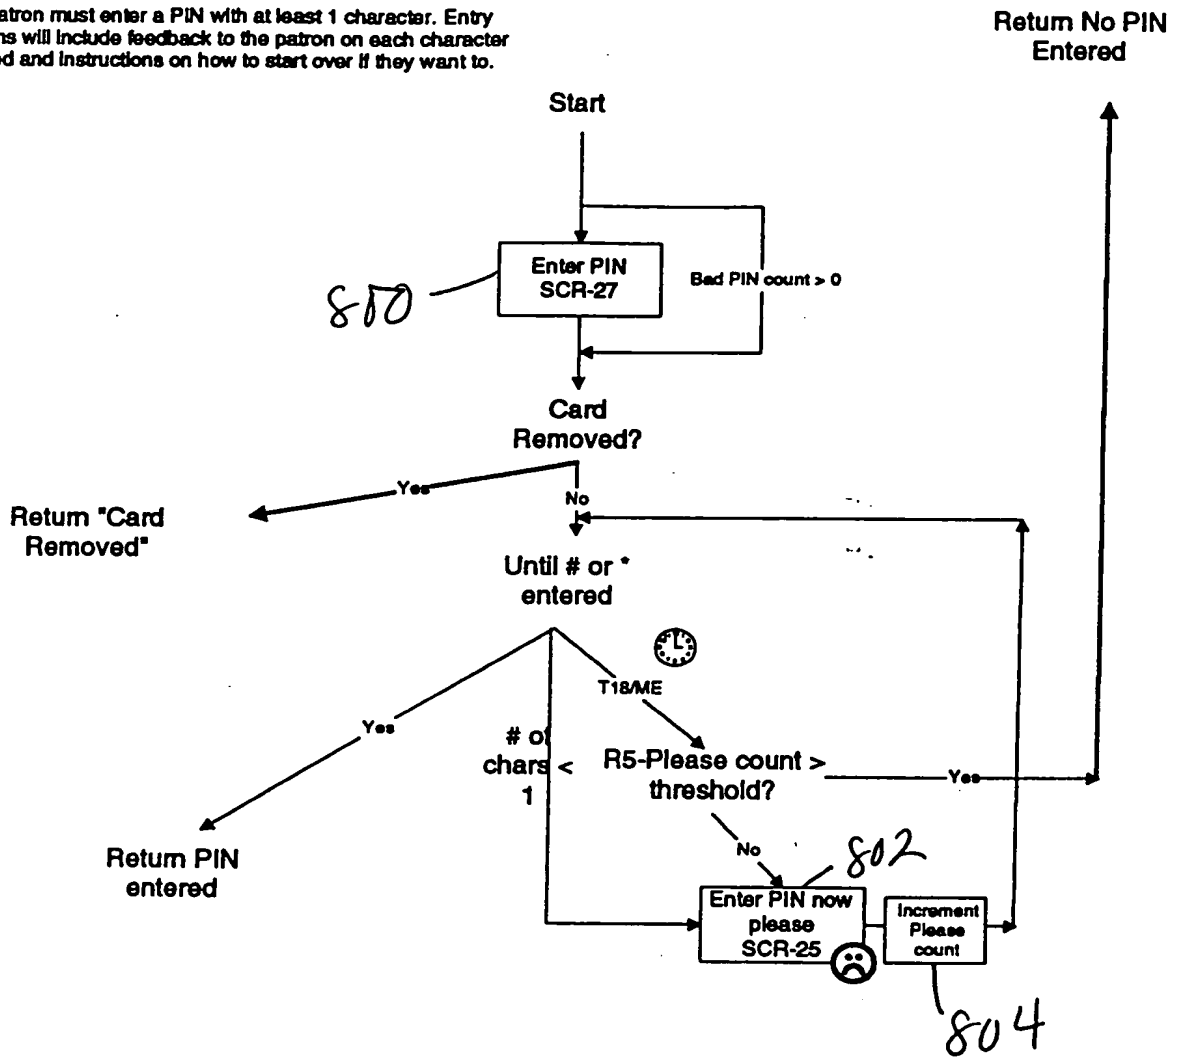 atron must enter a PIN with at least 1 character. Entry
ns will include feedback to the patron on each character
ed and instructions on how to start over if they want to.
Return No PIN
Entered
Start
Enter PIN
SCR-27
Bad PIN count > 0
800
Card
Removed?
Yes
No
Return "Card
Removed"
Until # or *
entered
T18/ME
Yes
# of
chars <
1
R5-Please count >
threshold?
Yes
No
802
Return PIN
entered
Enter PIN now
please
SCR-25
Increment
Please
count
804